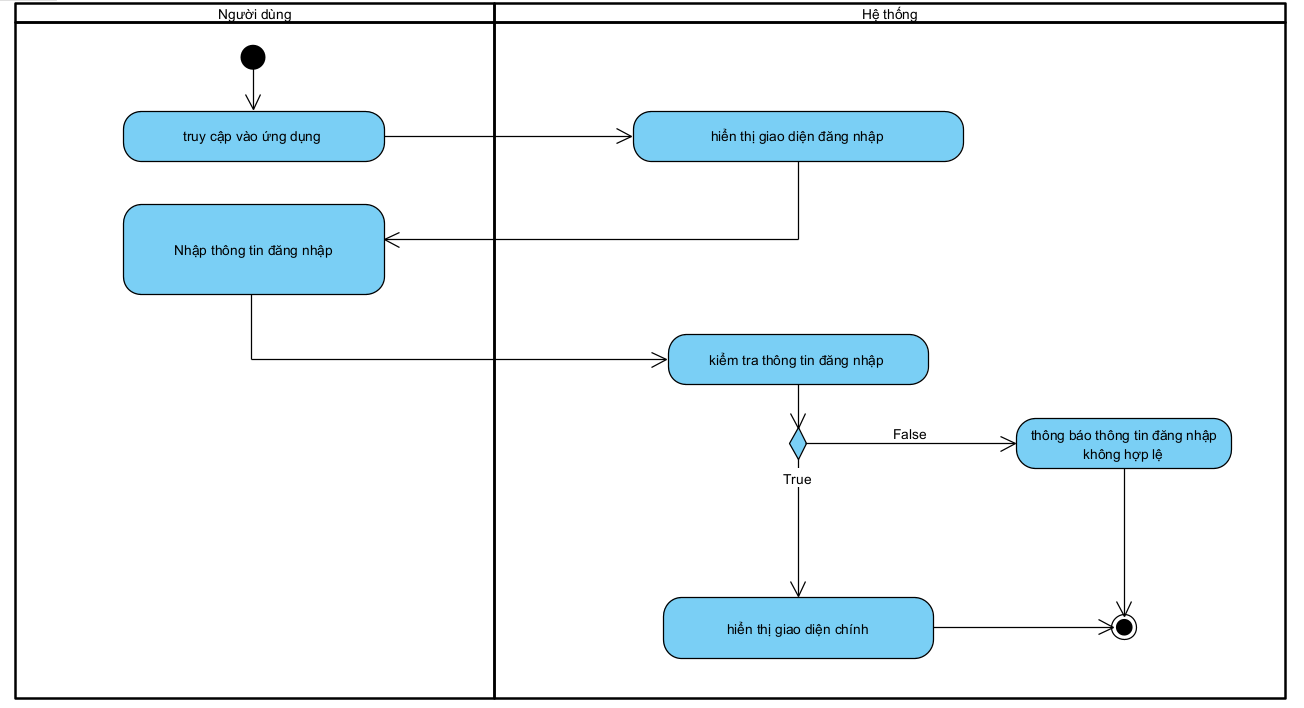 Người dùng
Hệ thống
truy cập vào ứng dụng
hiển thị giao diện đăng nhập
Nhập thông tin đăng nhập
kiểm tra thông tin đăng nhập
False
thông báo thông tin đăng nhập
không hợp lệ
True
hiển thị giao diện chính